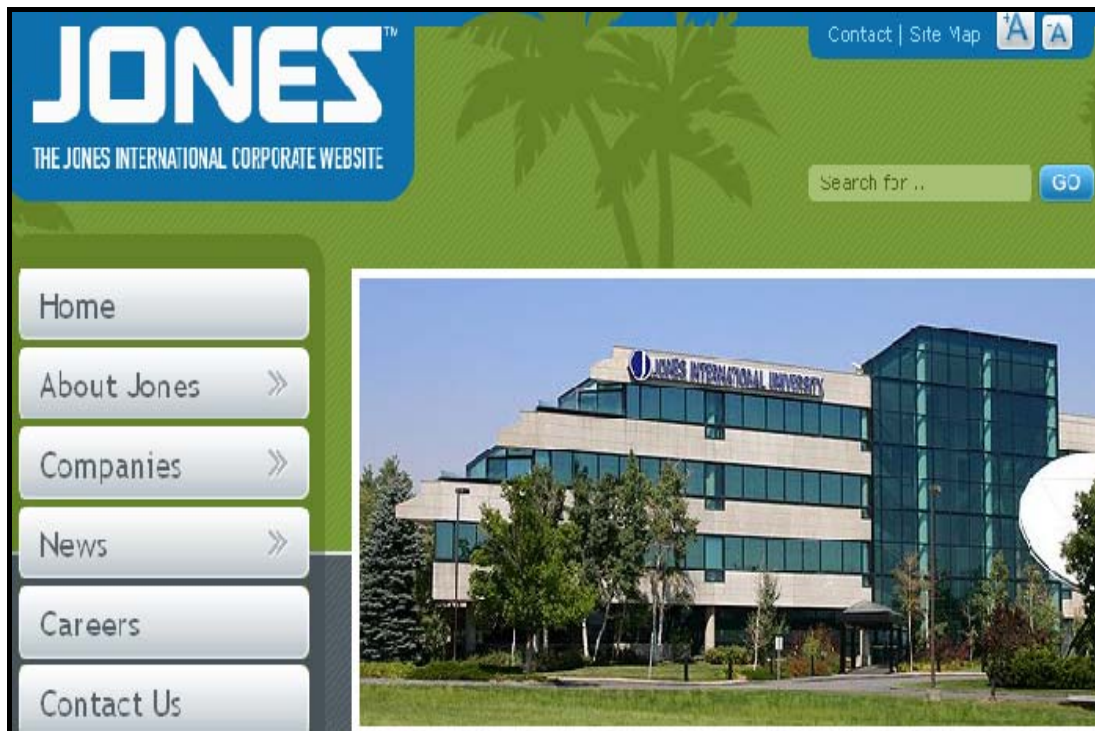 JONES™
THE JONES INTERNATIONAL CORPORATE WEBSITE
Contact | Site Map +A -A
Search for ..
GO
Home
About Jones »
Companies »
News »
Careers
Contact Us
JONES INTERNATIONAL UNIVERSITY